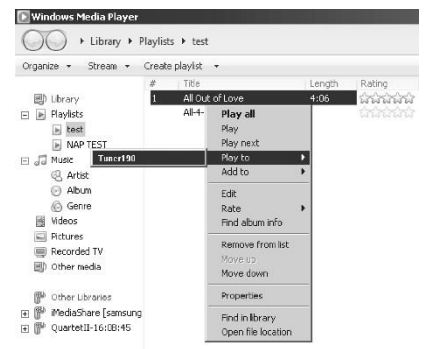 Windows Media Player
Library Playlists test
Organize Stream Create playlist
# Title Length Rating
Library
1 All Out of Love 4:06
Playlists
All-4-
Play all
test
Play
NAP TEST
Play next
Music
Tuner190
Play to
Artist
Add to
Album
Edit
Genre
Rate
Videos
Find album info
Pictures
Remove from list
Recorded TV
Move up
Other media
Move down
Other Libraries
Properties
iMediaShare [samsung
Find in library
QuartetII-16:0B:45
Open file location